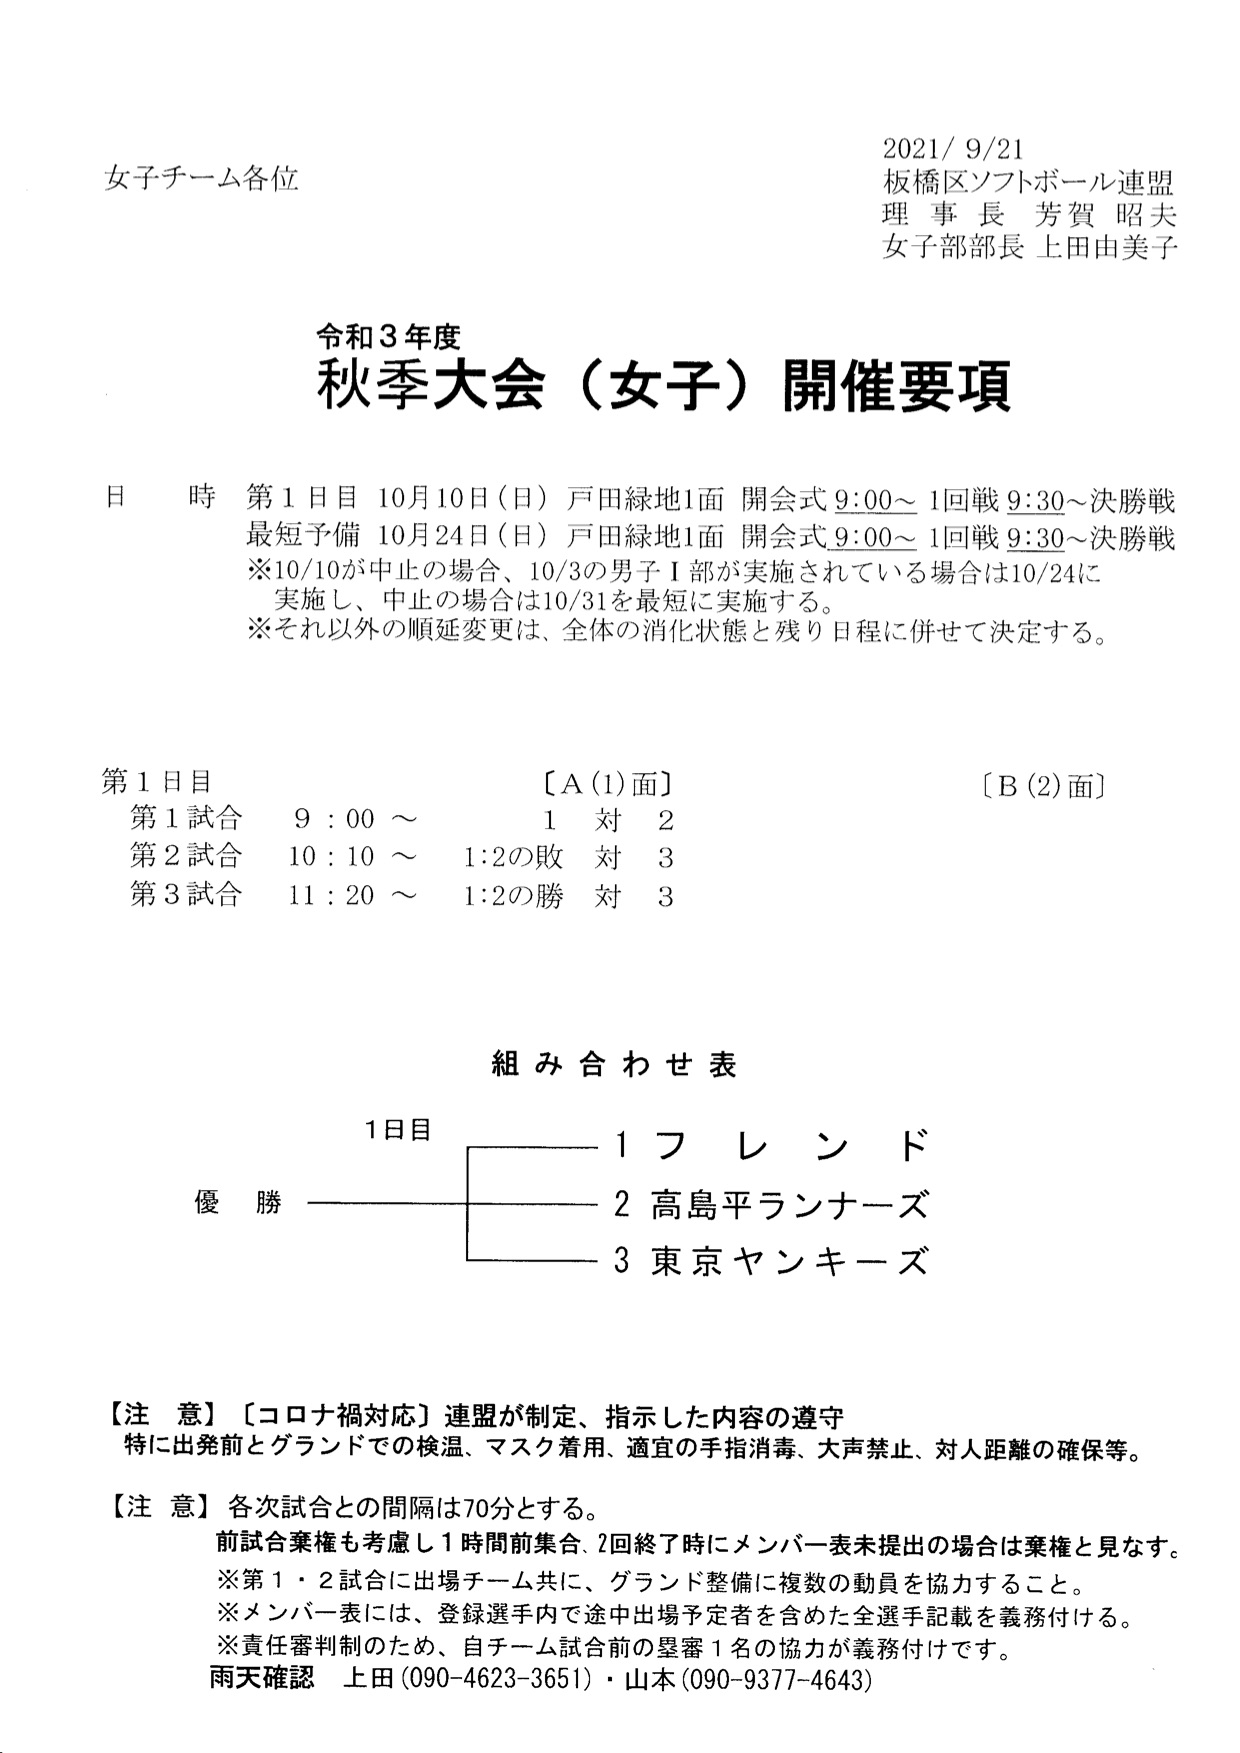 2021/ 9/21
女子チーム各位
板橋区ソフトボール連盟
理 事 長 芳賀 昭夫
女子部部長 上田由美子
令和３年度
秋季大会（女子）開催要項
日 時 第１日目 10月10日（日） 戸田緑地1面 開会式 9:00～ 1回戦 9:30～決勝戦
最短予備 10月24日（日） 戸田緑地1面 開会式 9:00～ 1回戦 9:30～決勝戦
※10/10が中止の場合、10/3の男子Ⅰ部が実施されている場合は10/24に
実施し、中止の場合は10/31を最短に実施する。
※それ以外の順延変更は、全体の消化状態と残り日程に併せて決定する。
第１日目 〔A（1）面〕 〔B（2）面〕
第１試合 9：00 ～ 1 対 2
第２試合 10：10 ～ 1：2の敗 対 3
第３試合 11：20 ～ 1：2の勝 対 3
組み合わせ表
1日目
1 フレンド
優 勝 2 高島平ランナーズ
3 東京ヤンキーズ
【注 意】〔コロナ禍対応〕連盟が制定、指示した内容の遵守
特に出発前とグランドでの検温、マスク着用、適宜の手指消毒、大声禁止、対人距離の確保等。
【注 意】各次試合との間隔は70分とする。
前試合棄権も考慮し１時間前集合、2回終了時にメンバー表未提出の場合は棄権と見なす。
※第１・２試合に出場チーム共に、グランド整備に複数の動員を協力すること。
※メンバー表には、登録選手内で途中出場予定者を含めた全選手記載を義務付ける。
※責任審判制のため、自チーム試合前の塁審１名の協力が義務付けです。
雨天確認 上田（090-4623-3651）・山本（090-9377-4643）